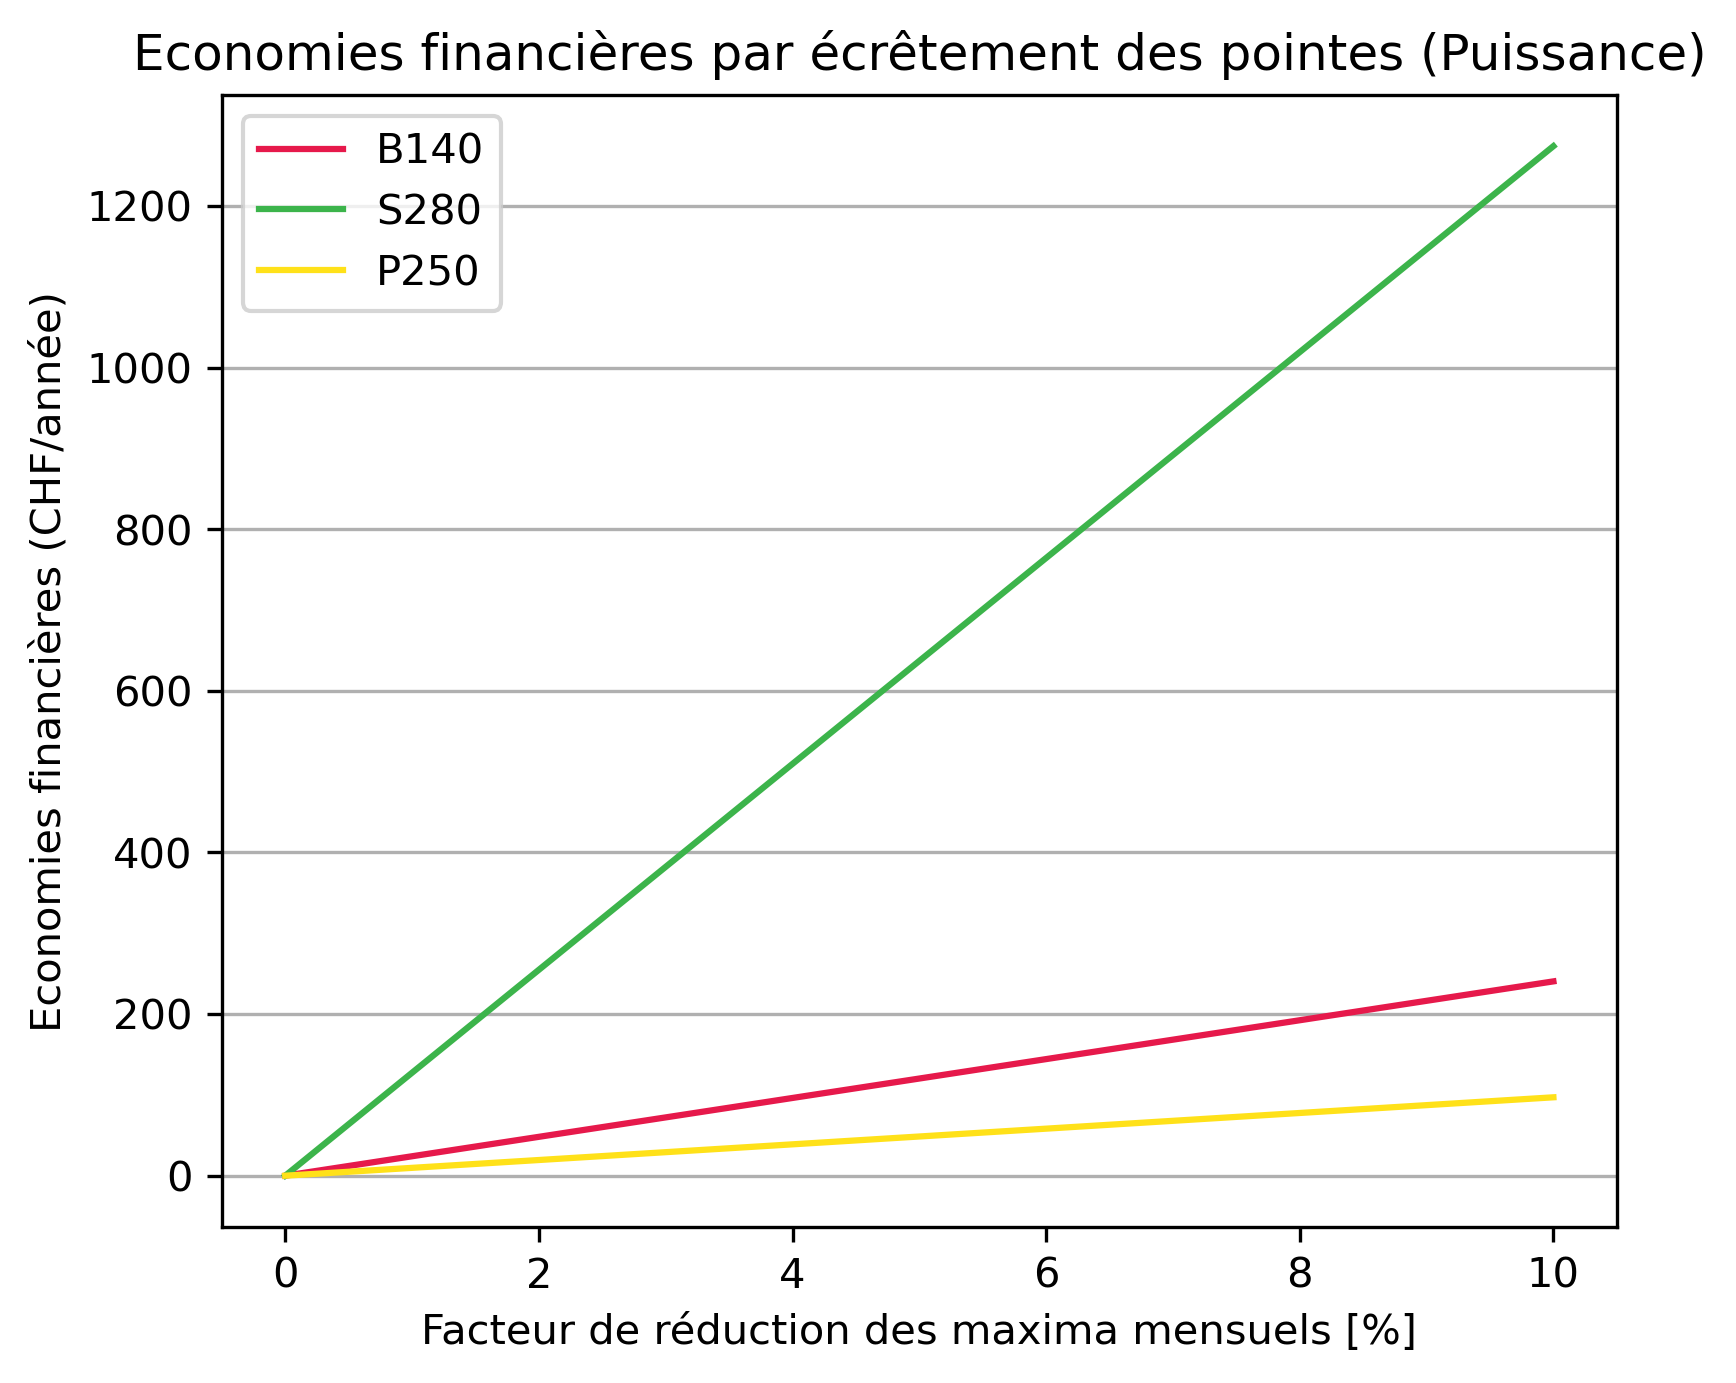 Economies financières par écrêtement des pointes (Puissance)
B140
S280
P250
1200
1000
800
600
400
200
0
Economies financières (CHF/année)
0 2 4 6 8 10
Facteur de réduction des maxima mensuels [%]